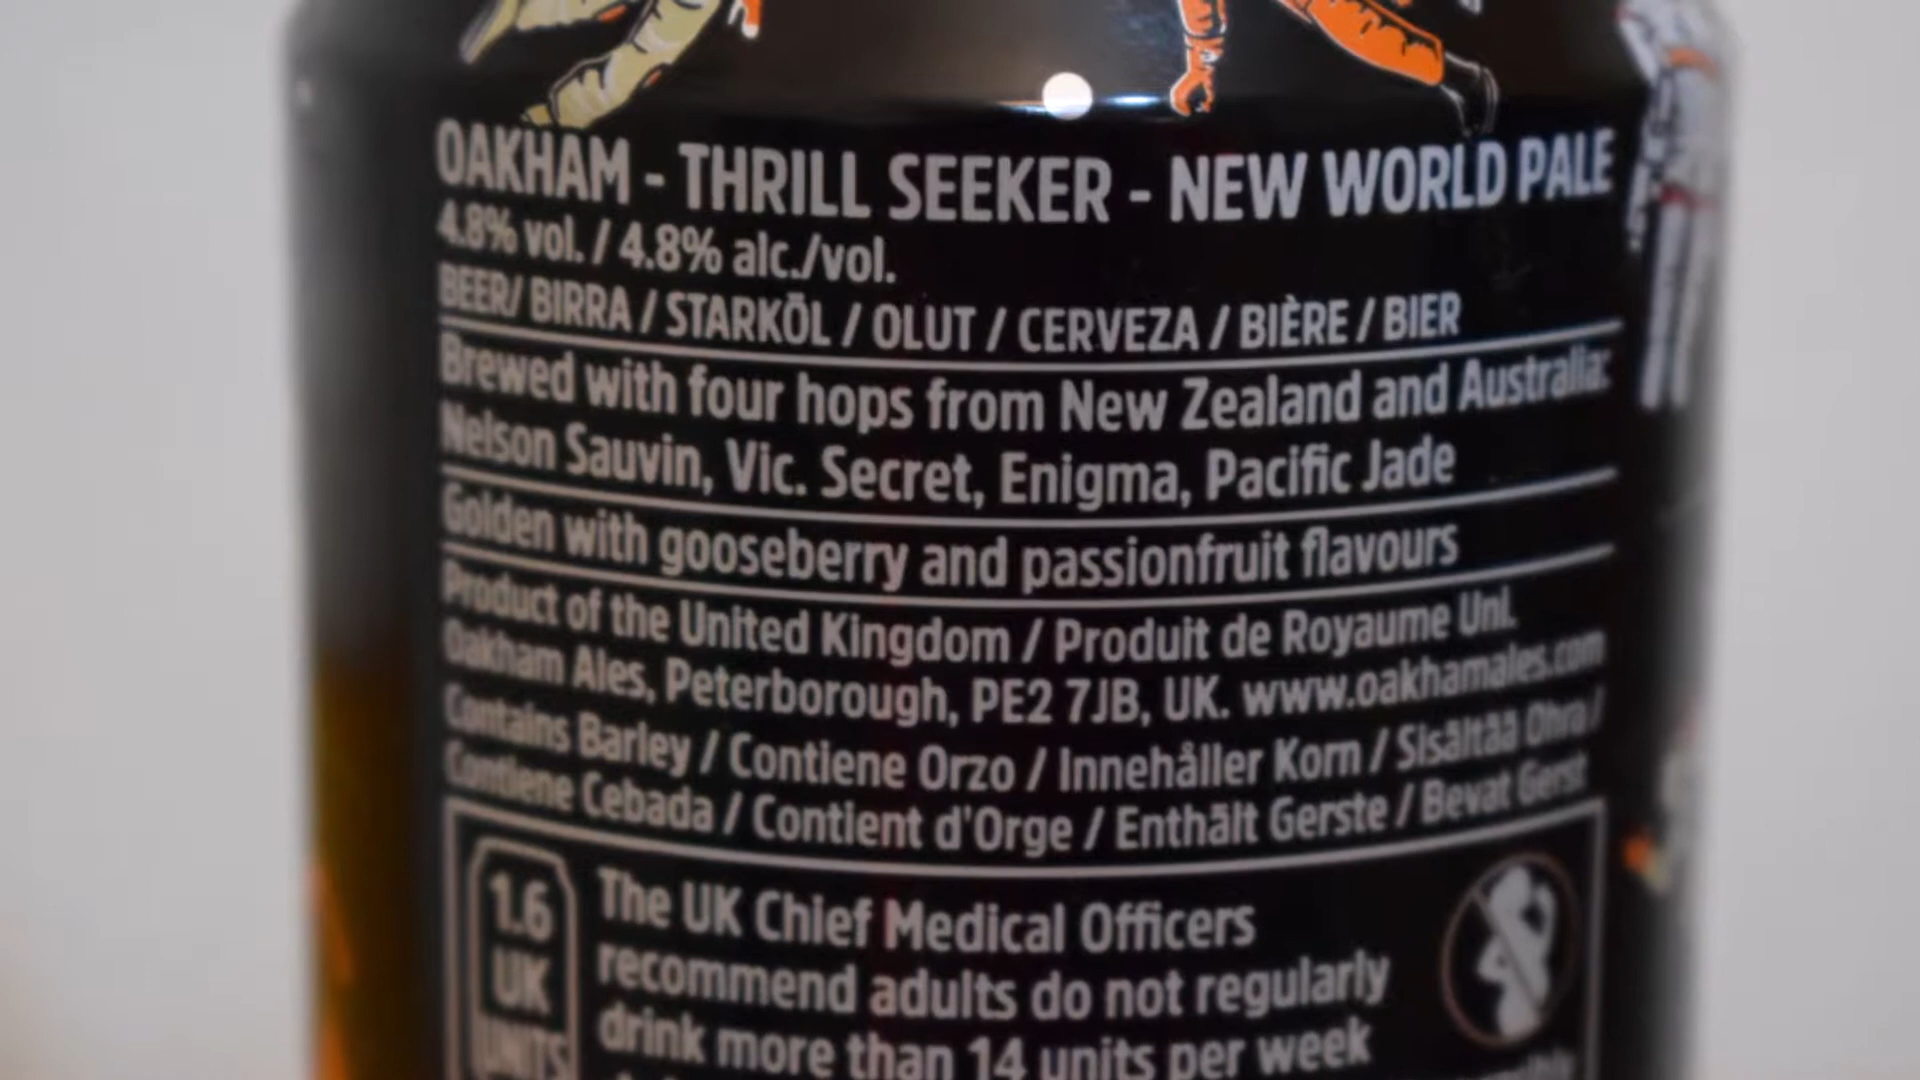 OAKHAM - THRILL SEEKER - NEW WORLD PALE
4.8% vol. / 4.8% alc./vol.
BEER/ BIRRA / STARKÖL / OLUT / CERVEZA / BIÈRE / BIER
Brewed with four hops from New Zealand and Australia:
Nelson Sauvin, Vic. Secret, Enigma, Pacific Jade
Golden with gooseberry and passionfruit flavours
Product of the United Kingdom / Produit de Royaume Uni.
Oakham Ales, Peterborough, PE2 7JB, UK. www.oakhamales.com
Contains Barley / Contiene Orzo / Innehåller Korn / Sisältää Ohra /
Contiene Cebada / Contient d'Orge / Enthält Gerste / Bevat Gerst
1.6
UK
UNITS
The UK Chief Medical Officers
recommend adults do not regularly
drink more than 14 units per week